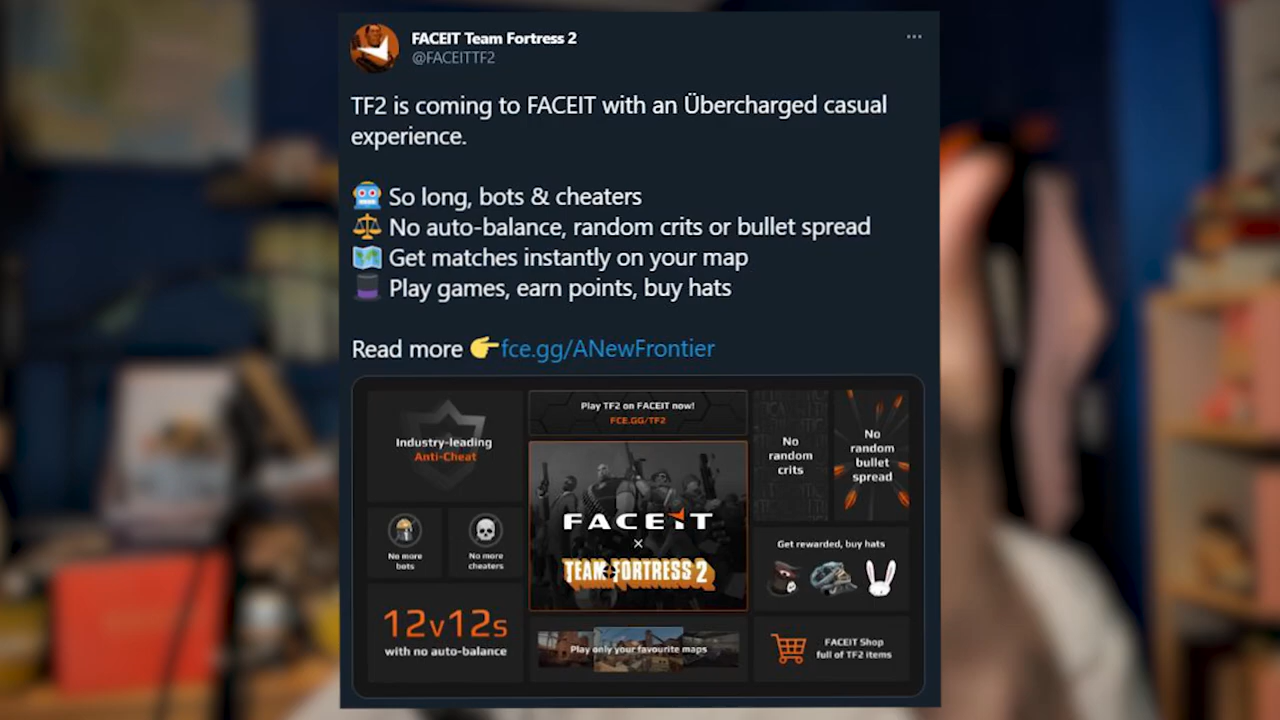 FACEIT Team Fortress 2
@FACEITTF2
TF2 is coming to FACEIT with an Übercharged casual
experience.
🤖 So long, bots & cheaters
⚖️ No auto-balance, random crits or bullet spread
🗺️ Get matches instantly on your map
🎩 Play games, earn points, buy hats
Read more 👉fce.gg/ANewFrontier
Industry-leading
Anti-Cheat
No more
bots
No more
cheaters
12v12s
with no auto-balance
Play TF2 on FACEIT now!
FCE.GG/TF2
FACEIT
×
TEAM FORTRESS 2
Play only your favourite maps
No
random
crits
No
random
bullet
spread
Get rewarded, buy hats
FACEIT Shop
full of TF2 items